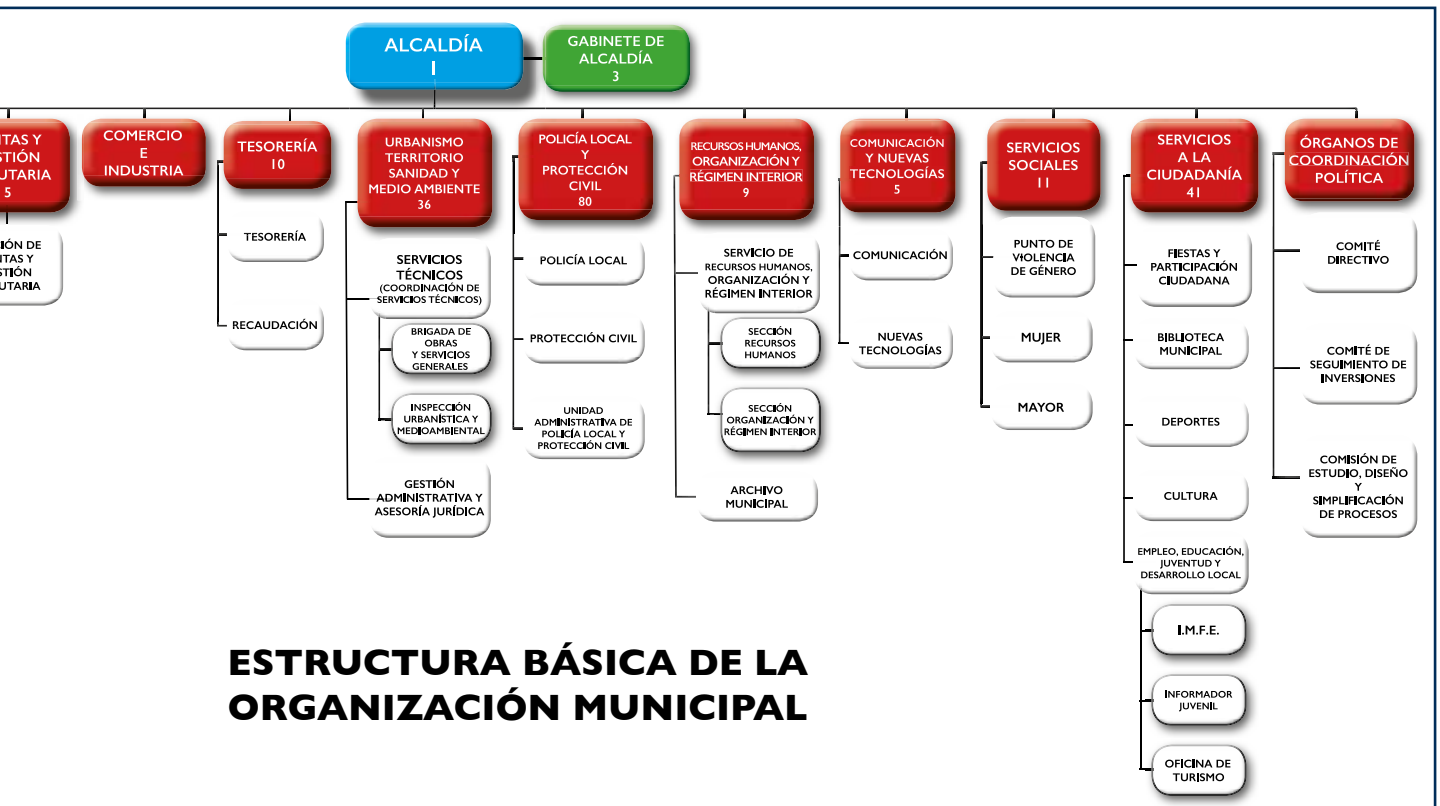 ALCALDÍA
1
GABINETE DE
ALCALDÍA
3
5
COMERCIO
E
INDUSTRIA
TESORERÍA
10
TESORERÍA
RECAUDACIÓN
URBANISMO
TERRITORIO
SANIDAD Y
MEDIO AMBIENTE
36
SERVICIOS
TÉCNICOS
(COORDINACIÓN DE
SERVICIOS TÉCNICOS)
BRIGADA DE
OBRAS
Y SERVICIOS
GENERALES
INSPECCIÓN
URBANÍSTICA Y
MEDIOAMBIENTAL
GESTIÓN
ADMINISTRATIVA Y
ASESORÍA JURÍDICA
POLICÍA LOCAL
Y
PROTECCIÓN
CIVIL
80
POLICÍA LOCAL
PROTECCIÓN CIVIL
UNIDAD
ADMINISTRATIVA DE
POLICÍA LOCAL Y
PROTECCIÓN CIVIL
RECURSOS HUMANOS,
ORGANIZACIÓN Y
RÉGIMEN INTERIOR
9
SERVICIO DE
RECURSOS HUMANOS,
ORGANIZACIÓN Y
RÉGIMEN INTERIOR
SECCIÓN
RECURSOS
HUMANOS
SECCIÓN
ORGANIZACIÓN Y
RÉGIMEN INTERIOR
ARCHIVO
MUNICIPAL
COMUNICACIÓN
Y NUEVAS
TECNOLOGÍAS
5
COMUNICACIÓN
NUEVAS
TECNOLOGÍAS
SERVICIOS
SOCIALES
11
PUNTO DE
VIOLENCIA
DE GÉNERO
MUJER
MAYOR
SERVICIOS
A LA
CIUDADANÍA
41
FIESTAS Y
PARTICIPACIÓN
CIUDADANA
BIBLIOTECA
MUNICIPAL
DEPORTES
CULTURA
EMPLEO, EDUCACIÓN,
JUVENTUD Y
DESARROLLO LOCAL
I.M.F.E.
INFORMADOR
JUVENIL
OFICINA DE
TURISMO
ÓRGANOS DE
COORDINACIÓN
POLÍTICA
COMITÉ
DIRECTIVO
COMITÉ DE
SEGUIMIENTO DE
INVERSIONES
COMISIÓN DE
ESTUDIO, DISEÑO
Y
SIMPLIFICACIÓN
DE PROCESOS
ESTRUCTURA BÁSICA DE LA
ORGANIZACIÓN MUNICIPAL